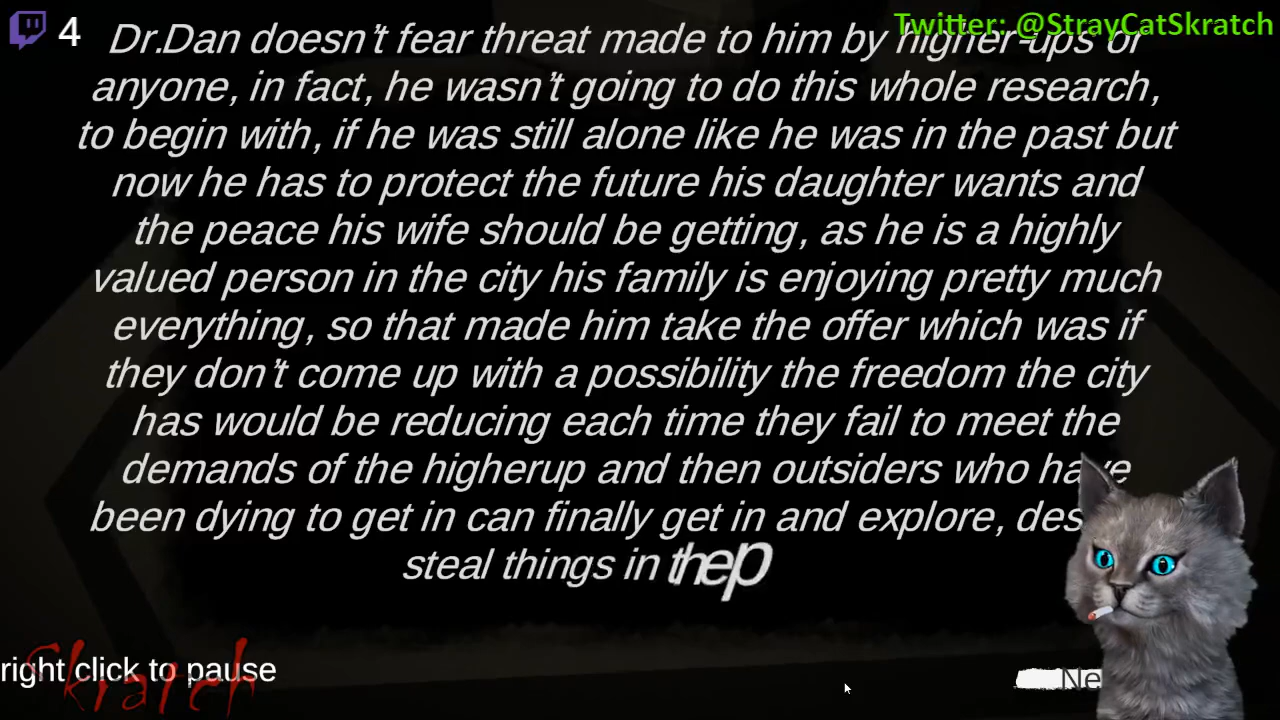 4
Twitter: @StrayCatSkratch
Dr.Dan doesn't fear threat made to him by higher-ups or
anyone, in fact, he wasn't going to do this whole research,
to begin with, if he was still alone like he was in the past but
now he has to protect the future his daughter wants and
the peace his wife should be getting, as he is a highly
valued person in the city his family is enjoying pretty much
everything, so that made him take the offer which was if
they don't come up with a possibility the freedom the city
has would be reducing each time they fail to meet the
demands of the higherup and then outsiders who have
been dying to get in can finally get in and explore, des
steal things in thep
right click to pause
Skratch
Ne